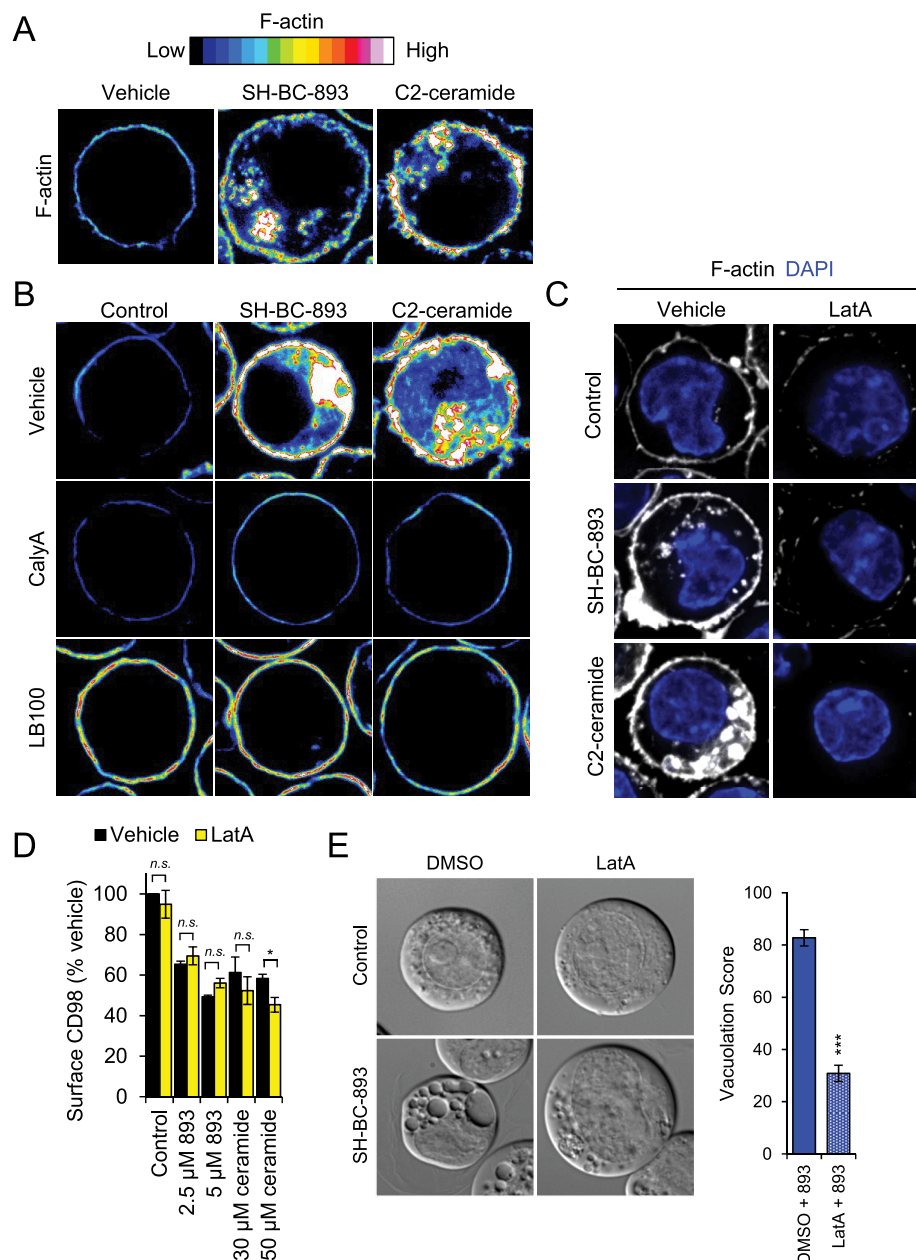 A
F-actin
Low High
Vehicle SH-BC-893 C2-ceramide
F-actin
B
Control SH-BC-893 C2-ceramide
Vehicle
CalyA
LB100
C
F-actin DAPI
Vehicle LatA
Control
SH-BC-893
C2-ceramide
D
Vehicle LatA
Surface CD98 (% vehicle)
100
80
60
40
20
0
n.s.
n.s.
n.s.
n.s.
*
Control
2.5 µM 893
5 µM 893
30 µM ceramide
50 µM ceramide
E
DMSO LatA
Control
SH-BC-893
Vacuolation Score
100
80
60
40
20
0
***
DMSO + 893
LatA + 893